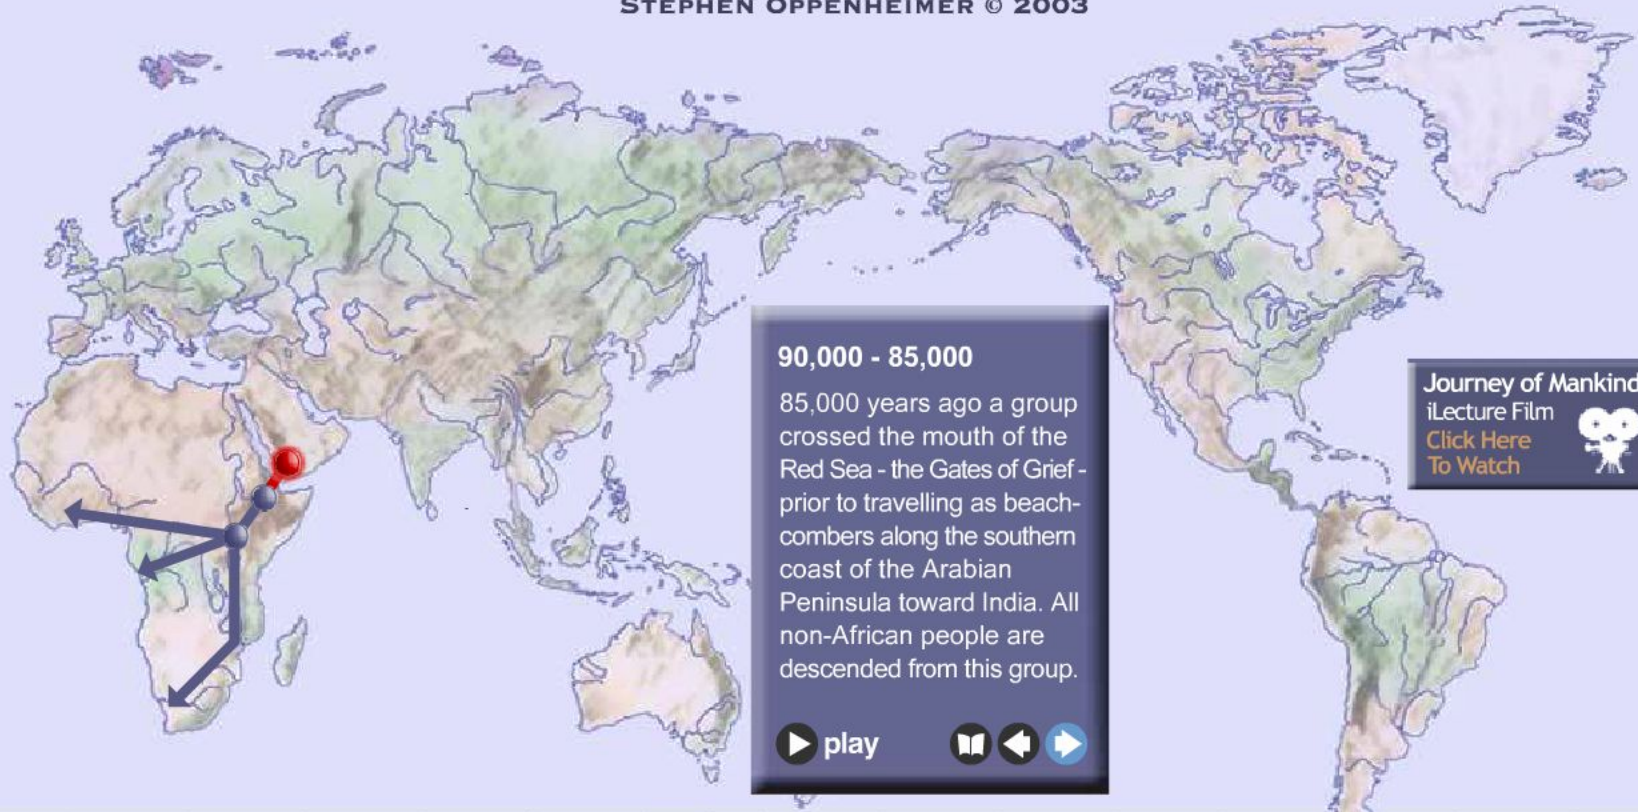 STEPHEN OPPENHEIMER © 2003
90,000 - 85,000
85,000 years ago a group
crossed the mouth of the
Red Sea - the Gates of Grief -
prior to travelling as beach-
combers along the southern
coast of the Arabian
Peninsula toward India. All
non-African people are
descended from this group.
play
Journey of Mankind
iLecture Film
Click Here
To Watch